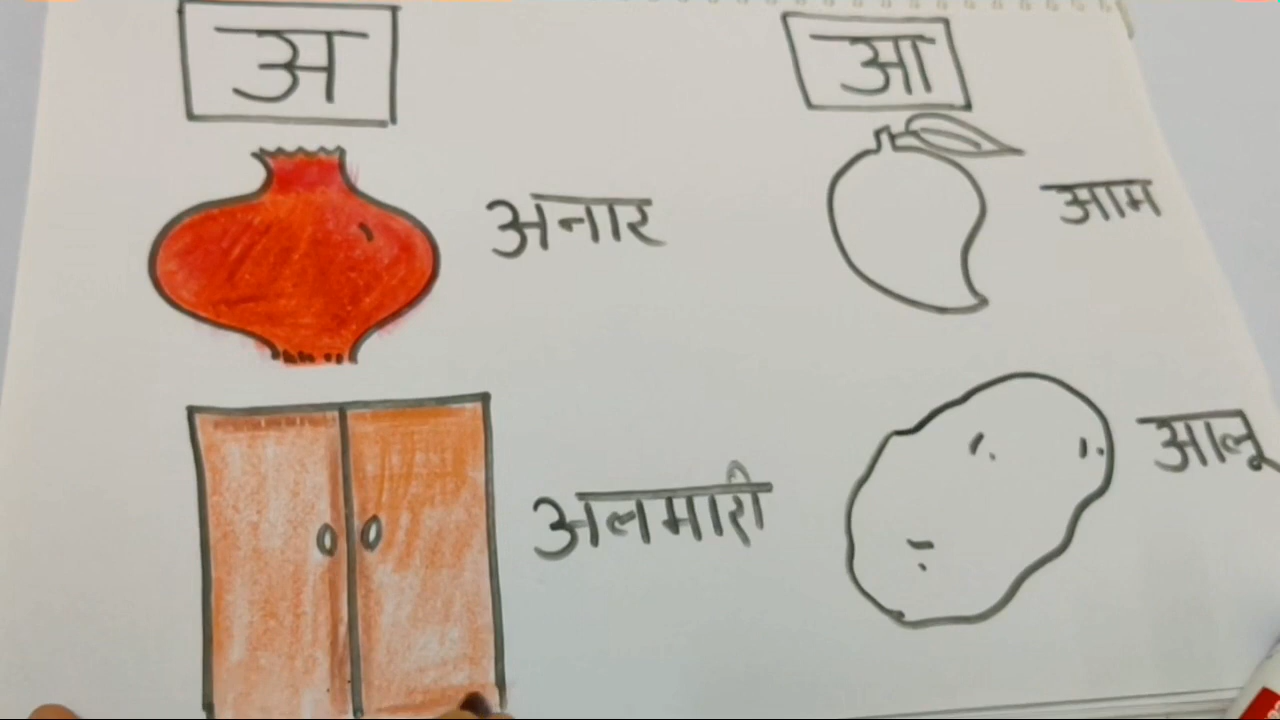 अ
आ
अनार
आम
अलमारी
आलू